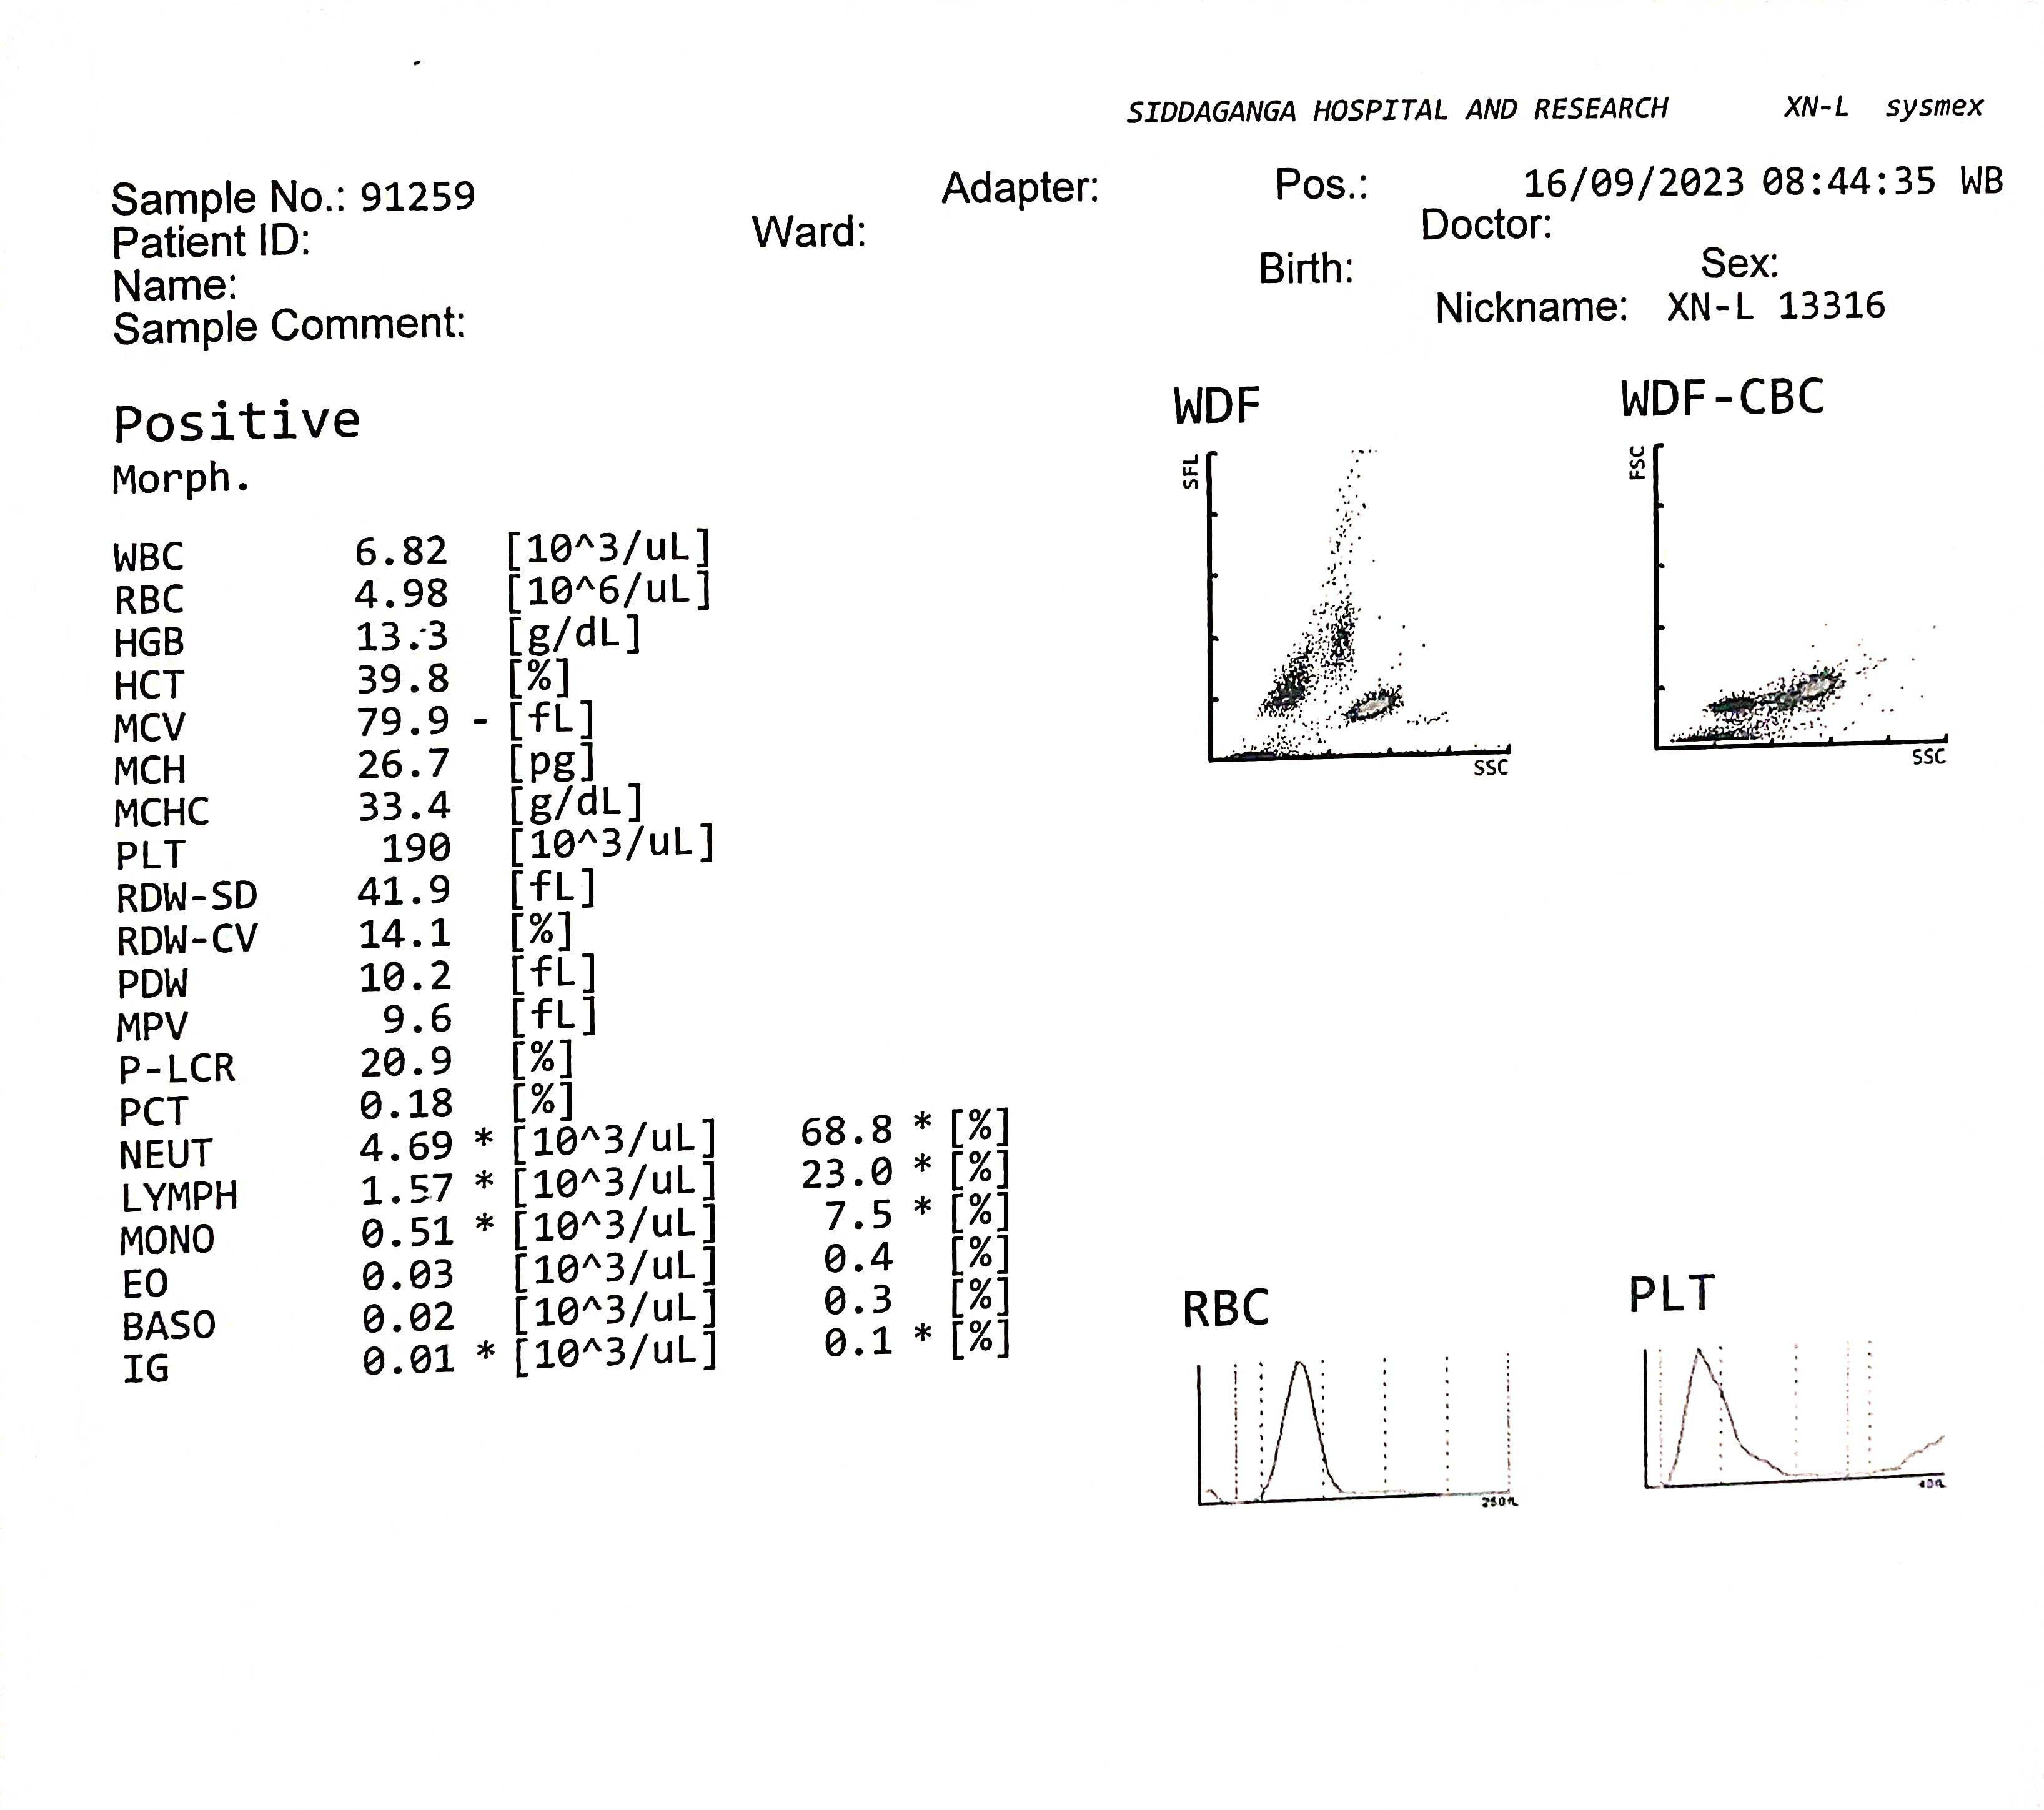 SIDDAGANGA HOSPITAL AND RESEARCH XN-L sysmex
Sample No.: 91259 Adapter: Pos.: 16/09/2023 08:44:35 WB
Patient ID: Ward: Doctor:
Name: Birth: Sex:
Sample Comment: Nickname: XN-L 13316
Positive
Morph.
WBC 6.82 [10^3/uL]
RBC 4.98 [10^6/uL]
HGB 13.3 [g/dL]
HCT 39.8 [%]
MCV 79.9 - [fL]
MCH 26.7 [pg]
MCHC 33.4 [g/dL]
PLT 190 [10^3/uL]
RDW-SD 41.9 [fL]
RDW-CV 14.1 [%]
PDW 10.2 [fL]
MPV 9.6 [fL]
P-LCR 20.9 [%]
PCT 0.18 [%]
NEUT 4.69 * [10^3/uL] 68.8 * [%]
LYMPH 1.57 * [10^3/uL] 23.0 * [%]
MONO 0.51 * [10^3/uL] 7.5 * [%]
EO 0.03 [10^3/uL] 0.4 [%]
BASO 0.02 [10^3/uL] 0.3 [%]
IG 0.01 * [10^3/uL] 0.1 * [%]
WDF
SFL
SSC
WDF-CBC
FSC
SSC
RBC
250fL
PLT
40fL